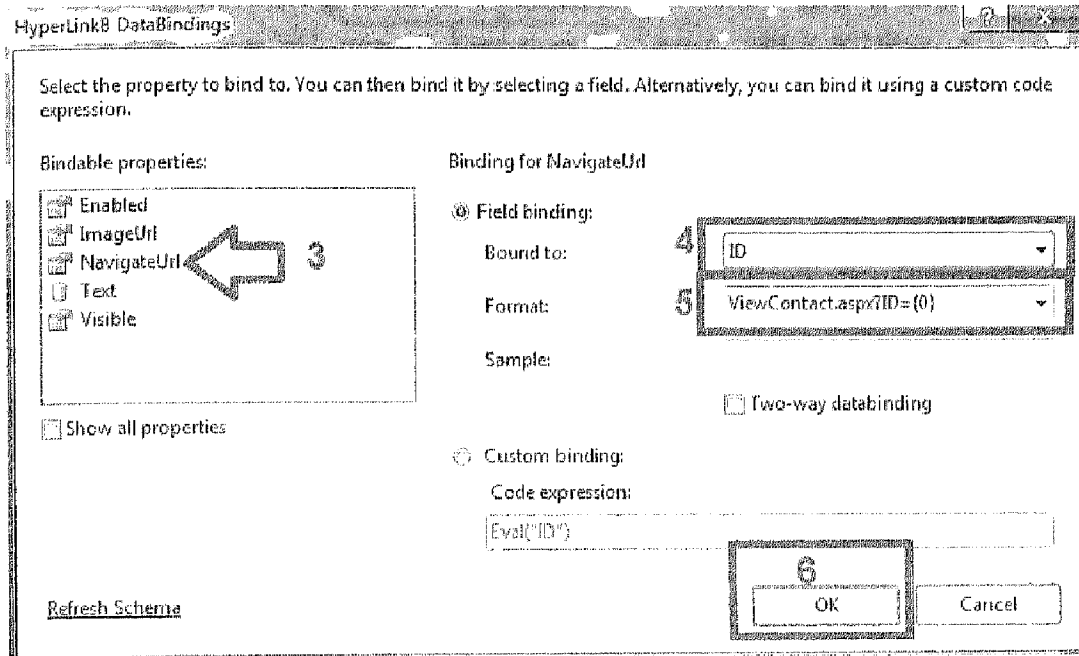 HyperLink8 DataBindings
?
X
Select the property to bind to. You can then bind it by selecting a field. Alternatively, you can bind it using a custom code
expression.
Bindable properties:
Enabled
ImageUrl
NavigateUrl
Text
Visible
3
Show all properties
Binding for NavigateUrl
Field binding:
Bound to:
4
ID
Format:
5
ViewContact.aspx?ID={0}
Sample:
Two-way databinding
Custom binding:
Code expression:
Eval("ID")
6
Refresh Schema
OK
Cancel